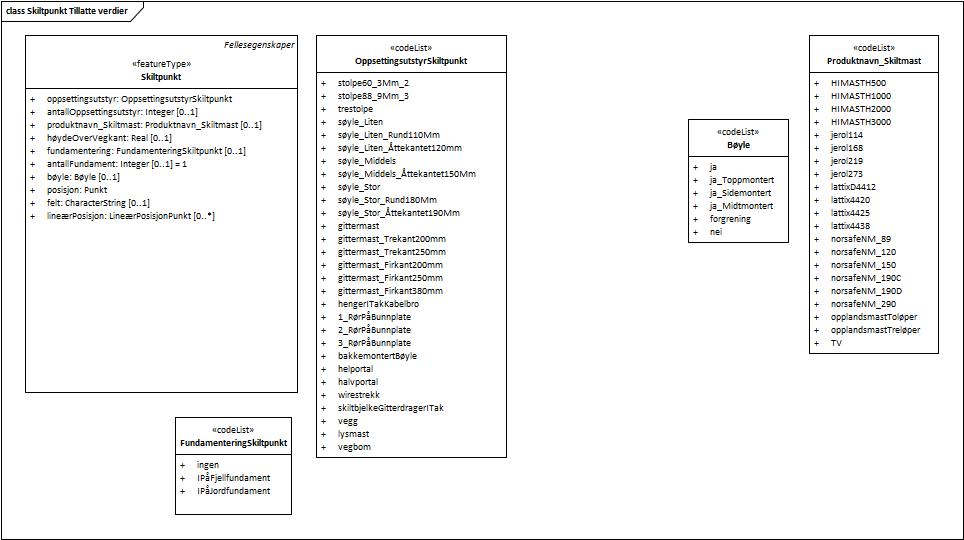 class Skiltpunkt Tillatte verdier
Fellesegenskaper
«featureType»
Skiltpunkt
+ oppsettingsutstyr: OppsettingsutstyrSkiltpunkt
+ antallOppsettingsutstyr: Integer [0..1]
+ produktnavn_Skiltmast: Produktnavn_Skiltmast [0..1]
+ høydeOverVegkant: Real [0..1]
+ fundamentering: FundamenteringSkiltpunkt [0..1]
+ antallFundament: Integer [0..1] = 1
+ bøyle: Bøyle [0..1]
+ posisjon: Punkt
+ felt: CharacterString [0..1]
+ lineærPosisjon: LineærPosisjonPunkt [0..*]
«codeList»
FundamenteringSkiltpunkt
+ ingen
+ IPåFjellfundament
+ IPåJordfundament
«codeList»
OppsettingsutstyrSkiltpunkt
+ stolpe60_3Mm_2
+ stolpe88_9Mm_3
+ trestolpe
+ søyle_Liten
+ søyle_Liten_Rund110Mm
+ søyle_Liten_Åttekantet120mm
+ søyle_Middels
+ søyle_Middels_Åttekantet150Mm
+ søyle_Stor
+ søyle_Stor_Rund180Mm
+ søyle_Stor_Åttekantet190Mm
+ gittermast
+ gittermast_Trekant200mm
+ gittermast_Trekant250mm
+ gittermast_Firkant200mm
+ gittermast_Firkant250mm
+ gittermast_Firkant380mm
+ hengerITakKabelbro
+ 1_RørPåBunnplate
+ 2_RørPåBunnplate
+ 3_RørPåBunnplate
+ bakkemontertBøyle
+ helportal
+ halvportal
+ wirestrekk
+ skiltbjelkeGitterdragerITak
+ vegg
+ lysmast
+ vegbom
«codeList»
Bøyle
+ ja
+ ja_Toppmontert
+ ja_Sidemontert
+ ja_Midtmontert
+ forgrening
+ nei
«codeList»
Produktnavn_Skiltmast
+ HIMASTH500
+ HIMASTH1000
+ HIMASTH2000
+ HIMASTH3000
+ jerol114
+ jerol168
+ jerol219
+ jerol273
+ lattixD4412
+ lattix4420
+ lattix4425
+ lattix4438
+ norsafeNM_89
+ norsafeNM_120
+ norsafeNM_150
+ norsafeNM_190C
+ norsafeNM_190D
+ norsafeNM_290
+ opplandsmastToløper
+ opplandsmastTreløper
+ TV